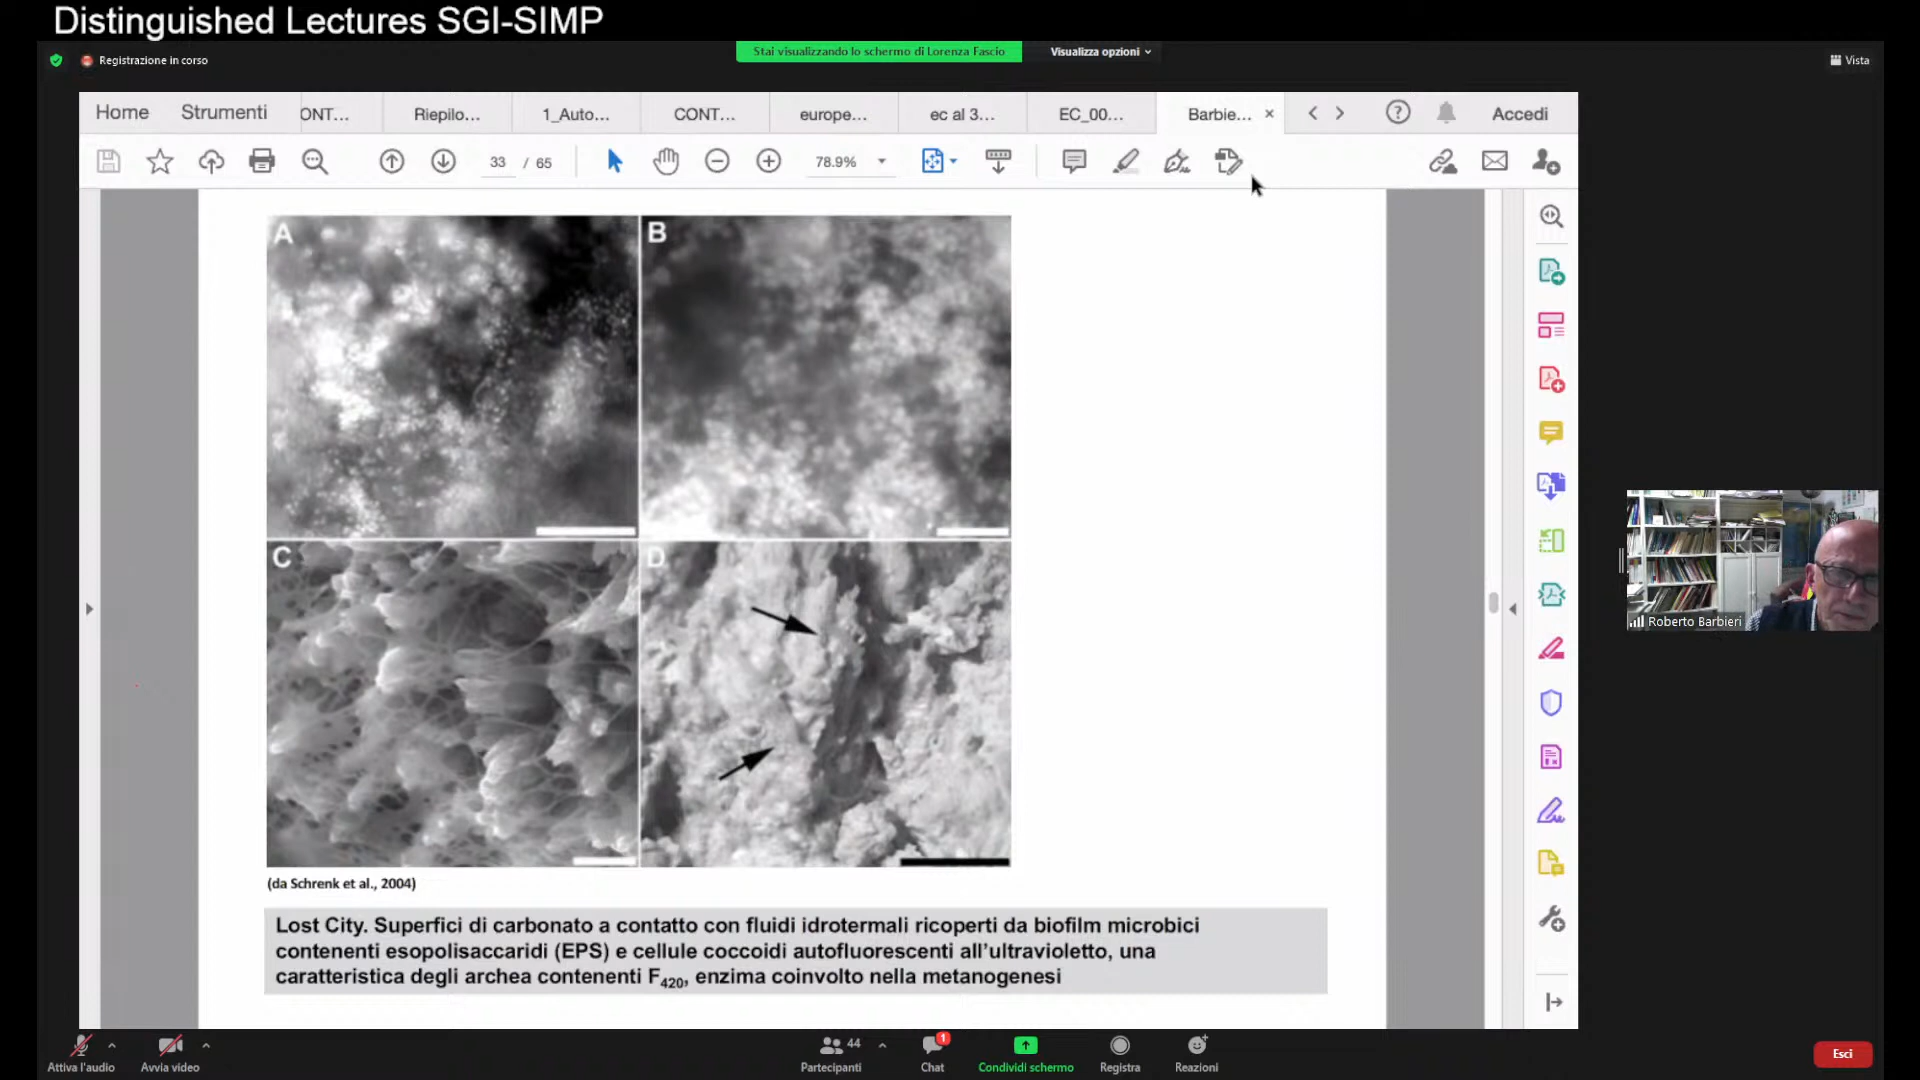 Distinguished Lectures SGI-SIMP
Stai visualizzando lo schermo di Lorenza Fascio
Visualizza opzioni
Registrazione in corso
Vista
Home
Strumenti
ONT...
Riepilo...
1_Auto...
CONT...
europe...
ec al 3...
EC_00...
Barbie...
Accedi
33 / 65
78.9%
A
B
C
D
(da Schrenk et al., 2004)
Lost City. Superfici di carbonato a contatto con fluidi idrotermali ricoperti da biofilm microbici
contenenti esopolisaccaridi (EPS) e cellule coccoidi autofluorescenti all’ultravioletto, una
caratteristica degli archea contenenti F420, enzima coinvolto nella metanogenesi
Roberto Barbieri
Attiva l'audio
Avvia video
44
Partecipanti
1
Chat
Condividi schermo
Registra
Reazioni
Esci